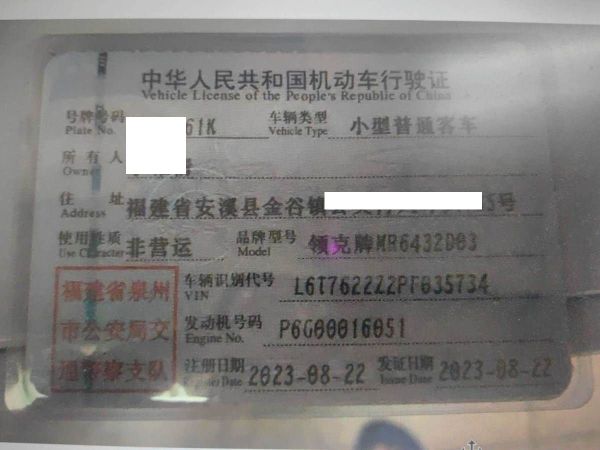 中华人民共和国机动车行驶证
Vehicle License of the People's Republic of China
号牌号码 61K 车辆类型 小型普通客车
Plate No. Vehicle Type
所有人
Owner
住址 福建省安溪县金谷镇 号
Address
使用性质 非营运 品牌型号 领克牌MR6432D03
Use Character Model
福建省泉州 车辆识别代号 L6T7622Z2PF035734
VIN
市公安局交 发动机号码 P6G00016051
Engine No.
通警察支队 注册日期 2023-08-22 发证日期 2023-08-22
Register Date Issue Date